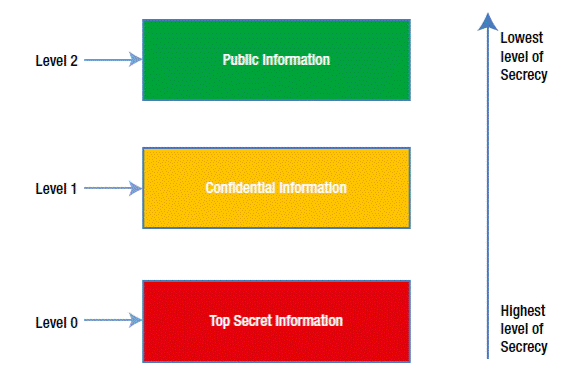 Level 2
Public Information
Lowest
level of
Secrecy
Level 1
Confidential Information
Level 0
Top Secret Information
Highest
level of
Secrecy